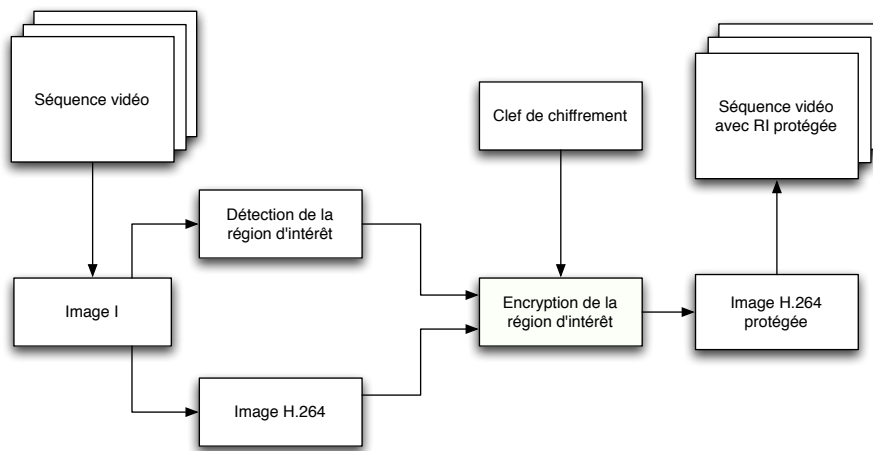 Séquence vidéo
Clef de chiffrement
Séquence vidéo
avec RI protégée
Détection de la
région d'intérêt
Image I
Encryption de la
région d'intérêt
Image H.264
protégée
Image H.264